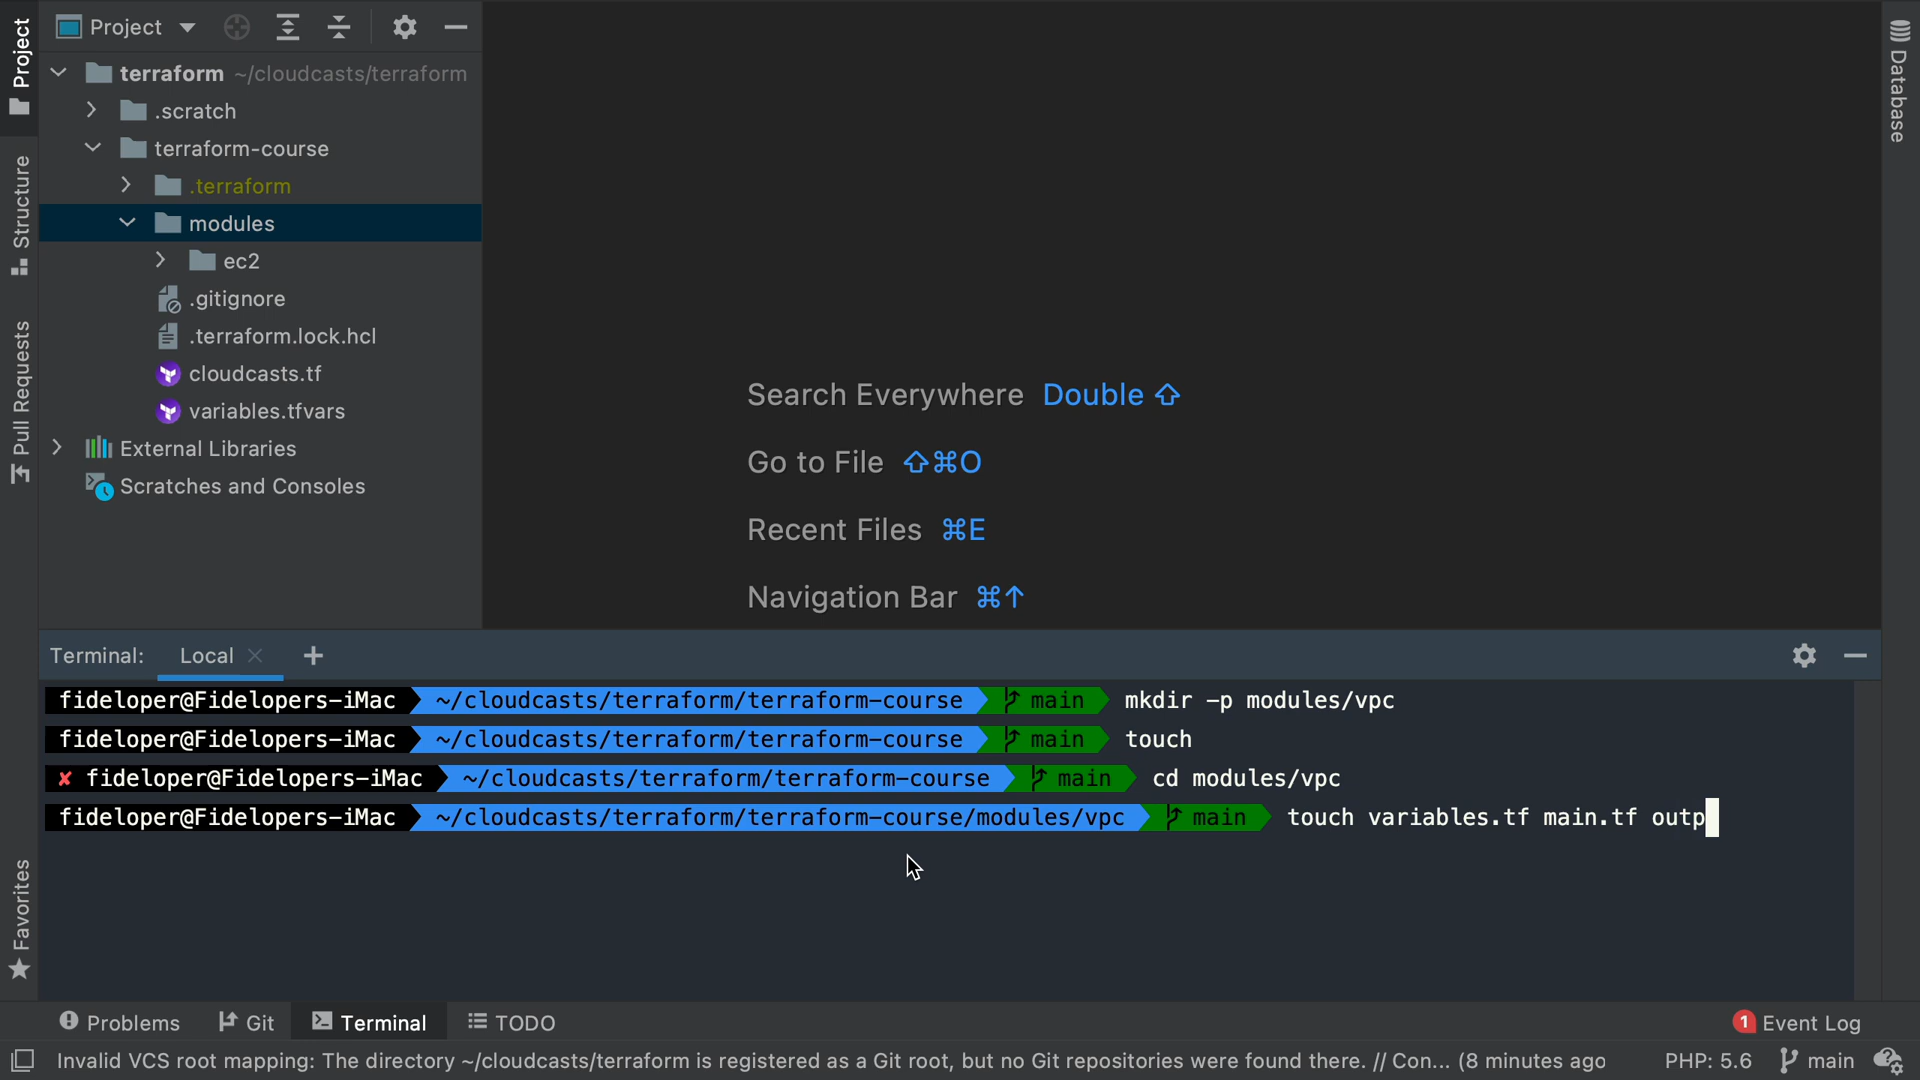 Project
terraform ~/cloudcasts/terraform
.scratch
terraform-course
.terraform
modules
ec2
.gitignore
.terraform.lock.hcl
cloudcasts.tf
variables.tfvars
External Libraries
Scratches and Consoles
Project
Structure
Pull Requests
Favorites
Database
Search Everywhere Double ⇧
Go to File ⇧⌘O
Recent Files ⌘E
Navigation Bar ⌘↑
Terminal: Local × +
fideloper@Fidelopers-iMac ~/cloudcasts/terraform/terraform-course main mkdir -p modules/vpc
fideloper@Fidelopers-iMac ~/cloudcasts/terraform/terraform-course main touch
✘ fideloper@Fidelopers-iMac ~/cloudcasts/terraform/terraform-course main cd modules/vpc
fideloper@Fidelopers-iMac ~/cloudcasts/terraform/terraform-course/modules/vpc main touch variables.tf main.tf outp
Problems Git Terminal TODO 1 Event Log
Invalid VCS root mapping: The directory ~/cloudcasts/terraform is registered as a Git root, but no Git repositories were found there. // Con... (8 minutes ago PHP: 5.6 main